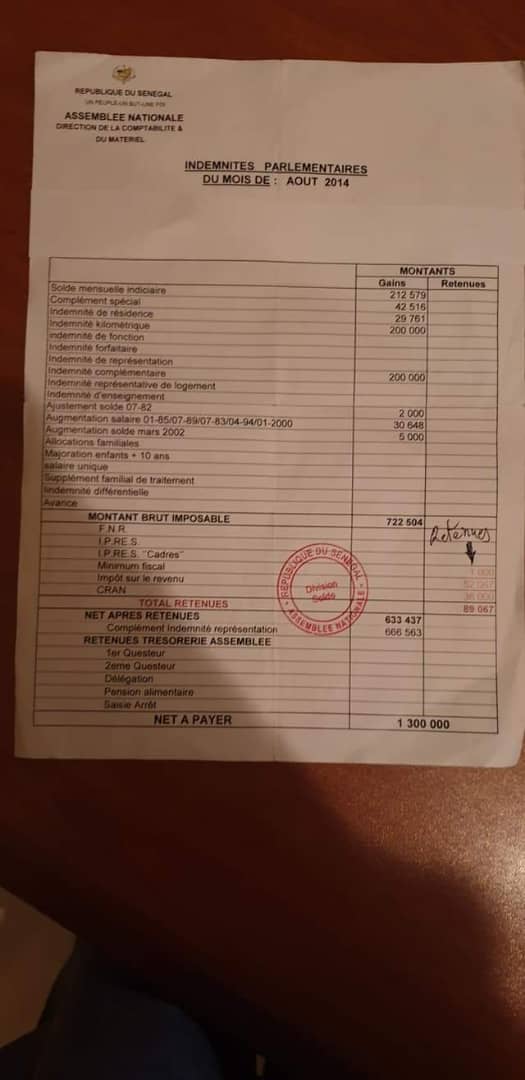 REPUBLIQUE DU SENEGAL
UN PEUPLE-UN BUT-UNE FOI
ASSEMBLEE NATIONALE
DIRECTION DE LA COMPTABILITE &
DU MATERIEL
INDEMNITES PARLEMENTAIRES
DU MOIS DE : AOUT 2014
MONTANTS
Gains Retenues
Solde mensuelle indiciaire 212 579
Complément spécial 42 516
Indemnité de résidence 29 761
Indemnité kilométrique 200 000
indemnité de fonction
Indemnité forfaitaire
Indemnité de représentation
Indemnité complémentaire 200 000
Indemnité représentative de logement
Indemnité d'enseignement
Ajustement solde 07-82 2 000
Augmentation salaire 01-85/07-89/07-83/04-94/01-2000 30 648
Augmentation solde mars 2002 5 000
Allocations familiales
Majoration enfants + 10 ans
salaire unique
Supplément familial de traitement
Iindemnité différentielle
Avance
MONTANT BRUT IMPOSABLE 722 504
Retenues
F.N.R.
I.P.RE.S.
I.P.RE.S. "Cadres"
Minimum fiscal 1 000
Impôt sur le revenu 52 067
CRAN 36 000
TOTAL RETENUES 89 067
NET APRES RETENUES 633 437
Complément Indemnité représentation 666 563
RETENUES TRESORERIE ASSEMBLEE
1er Questeur
2eme Questeur
Délégation
Pension alimentaire
Saisie Arrêt
NET A PAYER 1 300 000
REPUBLIQUE DU SENEGAL
Division
Solde
ASSEMBLEE NATIONALE